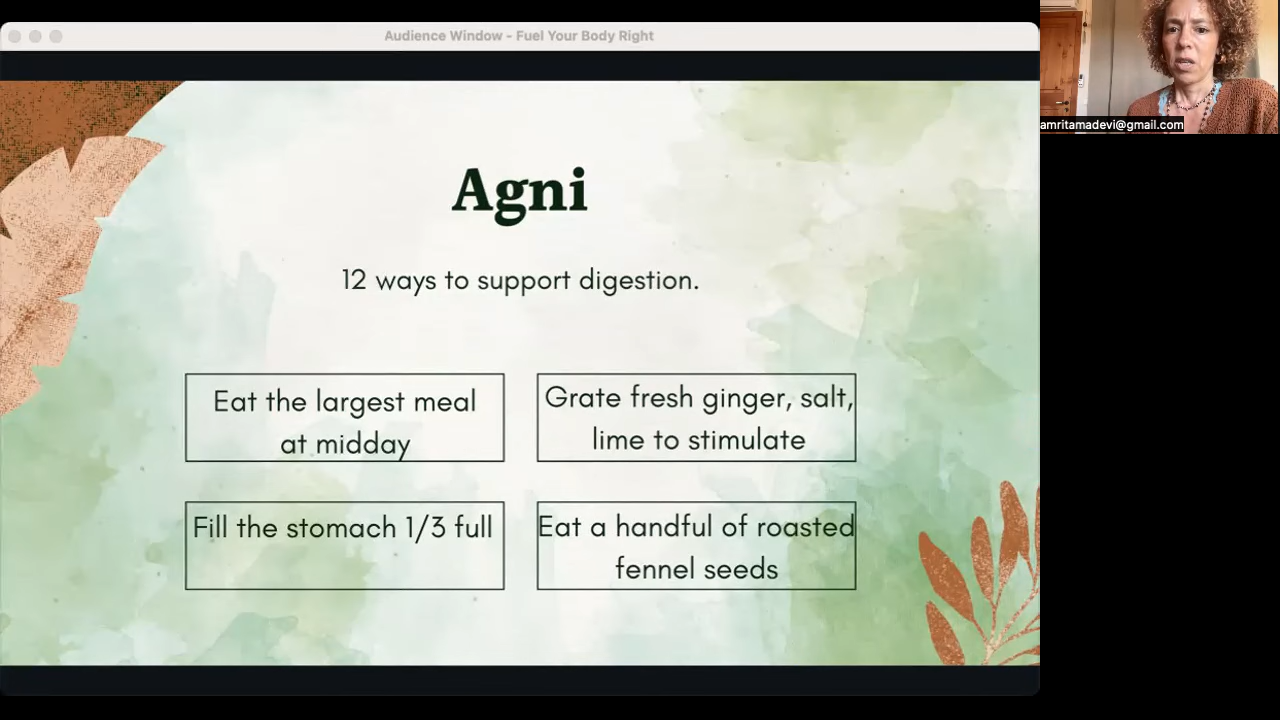 Audience Window - Fuel Your Body Right
amritamadevi@gmail.com
Agni
12 ways to support digestion.
Eat the largest meal
at midday
Grate fresh ginger, salt,
lime to stimulate
Fill the stomach 1/3 full
Eat a handful of roasted
fennel seeds